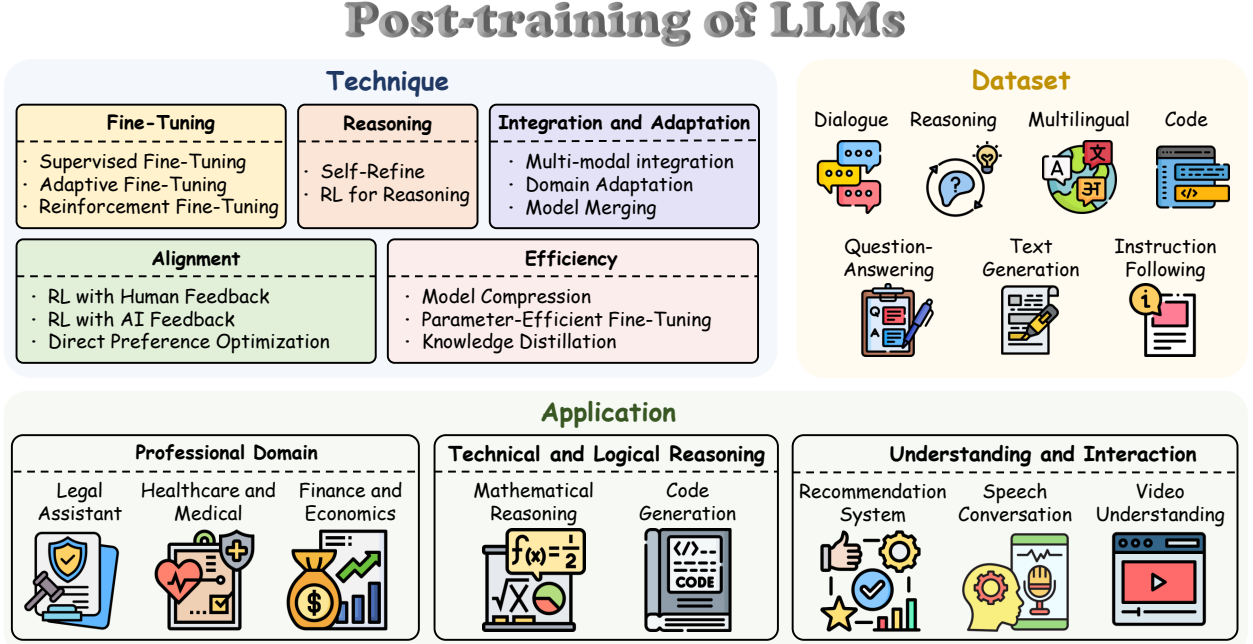 Post-training of LLMs
Technique
Fine-Tuning
· Supervised Fine-Tuning
· Adaptive Fine-Tuning
· Reinforcement Fine-Tuning
Reasoning
· Self-Refine
· RL for Reasoning
Integration and Adaptation
· Multi-modal integration
· Domain Adaptation
· Model Merging
Alignment
· RL with Human Feedback
· RL with AI Feedback
· Direct Preference Optimization
Efficiency
· Model Compression
· Parameter-Efficient Fine-Tuning
· Knowledge Distillation
Dataset
Dialogue
Reasoning
Multilingual
Code
?
A
文
अ
</>
Question-
Answering
Text
Generation
Instruction
Following
Q
A
i
Application
Professional Domain
Legal
Assistant
Healthcare and
Medical
Finance and
Economics
$
Technical and Logical Reasoning
Mathematical
Reasoning
Code
Generation
f(x)=1/2
√X
</>
CODE
Understanding and Interaction
Recommendation
System
Speech
Conversation
Video
Understanding